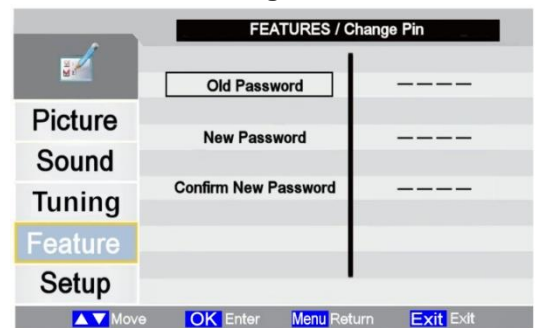 FEATURES / Change Pin
Old Password ————
New Password ————
Confirm New Password ————
Picture
Sound
Tuning
Feature
Setup
▲▼ Move OK Enter Menu Return Exit Exit